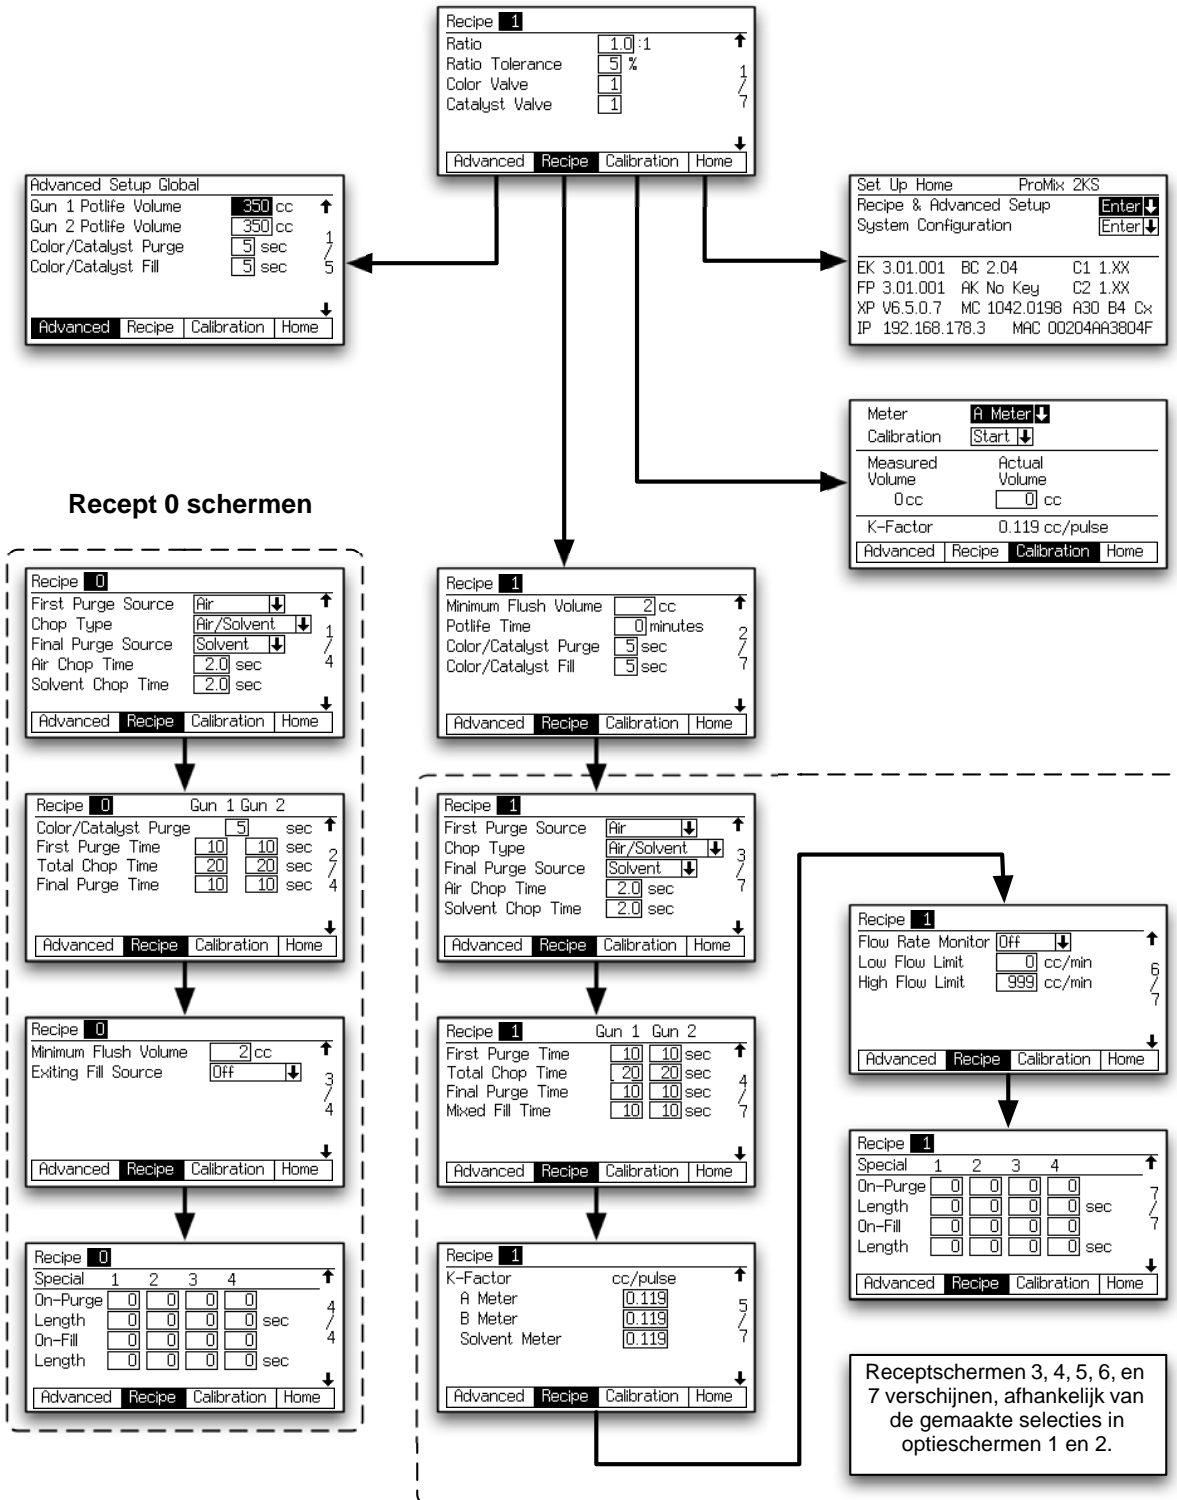 Recipe 1
Ratio 1.0 :1
Ratio Tolerance 5 %
Color Valve 1
Catalyst Valve 1
1 / 7
Advanced Recipe Calibration Home
Advanced Setup Global
Gun 1 Potlife Volume 350 cc
Gun 2 Potlife Volume 350 cc
Color/Catalyst Purge 5 sec
Color/Catalyst Fill 5 sec
1 / 5
Advanced Recipe Calibration Home
Set Up Home ProMix 2KS
Recipe & Advanced Setup Enter
System Configuration Enter
EK 3.01.001 BC 2.04 C1 1.XX
FP 3.01.001 AK No Key C2 1.XX
XP V6.5.0.7 MC 1042.0198 A30 B4 Cx
IP 192.168.178.3 MAC 00204AA3804F
Meter A Meter
Calibration Start
Measured Actual
Volume Volume
0 cc 0 cc
K-Factor 0.119 cc/pulse
Advanced Recipe Calibration Home
Recept 0 schermen
Recipe 0
First Purge Source Air
Chop Type Air/Solvent
Final Purge Source Solvent
Air Chop Time 2.0 sec
Solvent Chop Time 2.0 sec
1 / 4
Advanced Recipe Calibration Home
Recipe 0 Gun 1 Gun 2
Color/Catalyst Purge 5 sec
First Purge Time 10 10 sec
Total Chop Time 20 20 sec
Final Purge Time 10 10 sec
2 / 4
Advanced Recipe Calibration Home
Recipe 0
Minimum Flush Volume 2 cc
Exiting Fill Source Off
3 / 4
Advanced Recipe Calibration Home
Recipe 0
Special 1 2 3 4
On-Purge 0 0 0 0
Length 0 0 0 0 sec
On-Fill 0 0 0 0
Length 0 0 0 0 sec
4 / 4
Advanced Recipe Calibration Home
Recipe 1
Minimum Flush Volume 2 cc
Potlife Time 0 minutes
Color/Catalyst Purge 5 sec
Color/Catalyst Fill 5 sec
2 / 7
Advanced Recipe Calibration Home
Recipe 1
First Purge Source Air
Chop Type Air/Solvent
Final Purge Source Solvent
Air Chop Time 2.0 sec
Solvent Chop Time 2.0 sec
3 / 7
Advanced Recipe Calibration Home
Recipe 1 Gun 1 Gun 2
First Purge Time 10 10 sec
Total Chop Time 20 20 sec
Final Purge Time 10 10 sec
Mixed Fill Time 10 10 sec
4 / 7
Advanced Recipe Calibration Home
Recipe 1
K-Factor cc/pulse
A Meter 0.119
B Meter 0.119
Solvent Meter 0.119
5 / 7
Advanced Recipe Calibration Home
Recipe 1
Flow Rate Monitor Off
Low Flow Limit 0 cc/min
High Flow Limit 999 cc/min
6 / 7
Advanced Recipe Calibration Home
Recipe 1
Special 1 2 3 4
On-Purge 0 0 0 0
Length 0 0 0 0 sec
On-Fill 0 0 0 0
Length 0 0 0 0 sec
7 / 7
Advanced Recipe Calibration Home
Receptschermen 3, 4, 5, 6, en
7 verschijnen, afhankelijk van
de gemaakte selecties in
optieschermen 1 en 2.